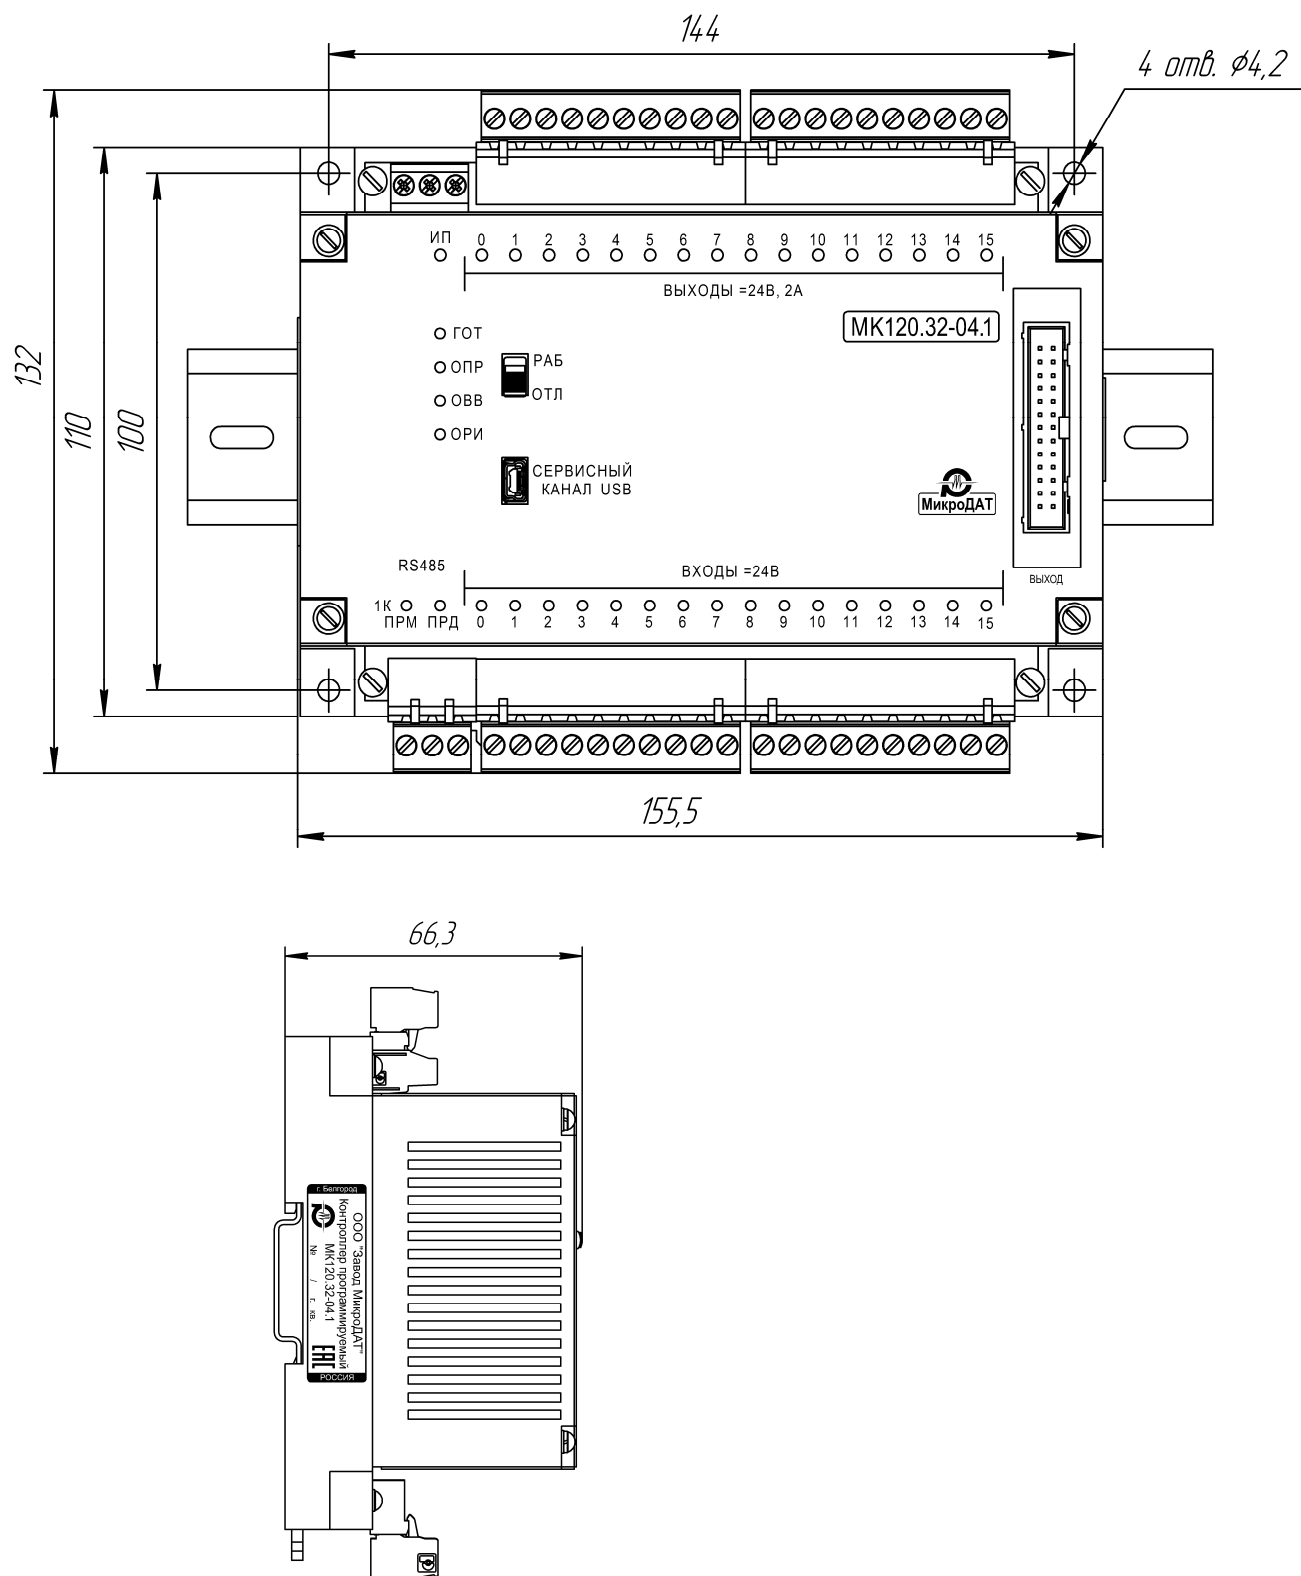 144
4 отв. ϕ4,2
132
110
100
ИП 0 1 2 3 4 5 6 7 8 9 10 11 12 13 14 15
ВЫХОДЫ =24В, 2А
МК120.32-04.1
ГОТ
ОПР
ОВВ
ОРИ
РАБ
ОТЛ
СЕРВИСНЫЙ
КАНАЛ USB
МикроДАТ
ВЫХОД
RS485
ВХОДЫ =24В
1К
ПРМ ПРД 0 1 2 3 4 5 6 7 8 9 10 11 12 13 14 15
155,5
66,3
г. Белгород
ООО "Завод МикроДАТ"
Контроллер программируемый
МК120.32-04.1
№ / г. кв.
ЕАС
РОССИЯ